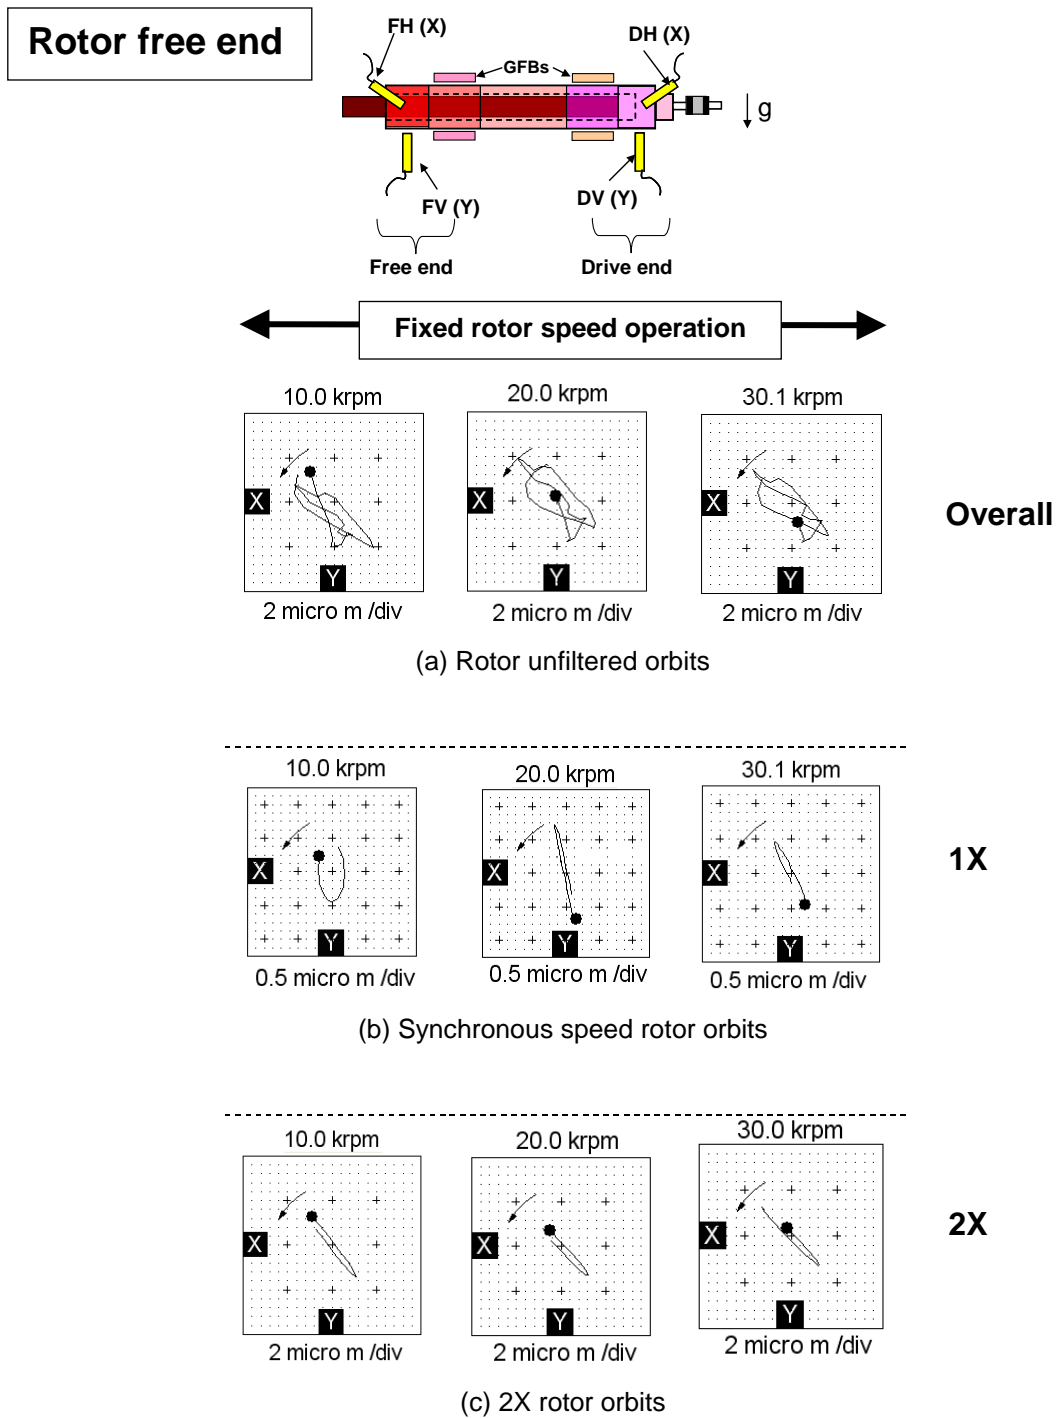 Rotor free end
FH (X)
DH (X)
GFBs
g
FV (Y)
DV (Y)
Free end
Drive end
Fixed rotor speed operation
10.0 krpm
20.0 krpm
30.1 krpm
X
X
X
Overall
Y
Y
Y
2 micro m /div
2 micro m /div
2 micro m /div
(a) Rotor unfiltered orbits
10.0 krpm
20.0 krpm
30.1 krpm
X
X
X
1X
Y
Y
Y
0.5 micro m /div
0.5 micro m /div
0.5 micro m /div
(b) Synchronous speed rotor orbits
10.0 krpm
20.0 krpm
30.0 krpm
X
X
X
2X
Y
Y
Y
2 micro m /div
2 micro m /div
2 micro m /div
(c) 2X rotor orbits